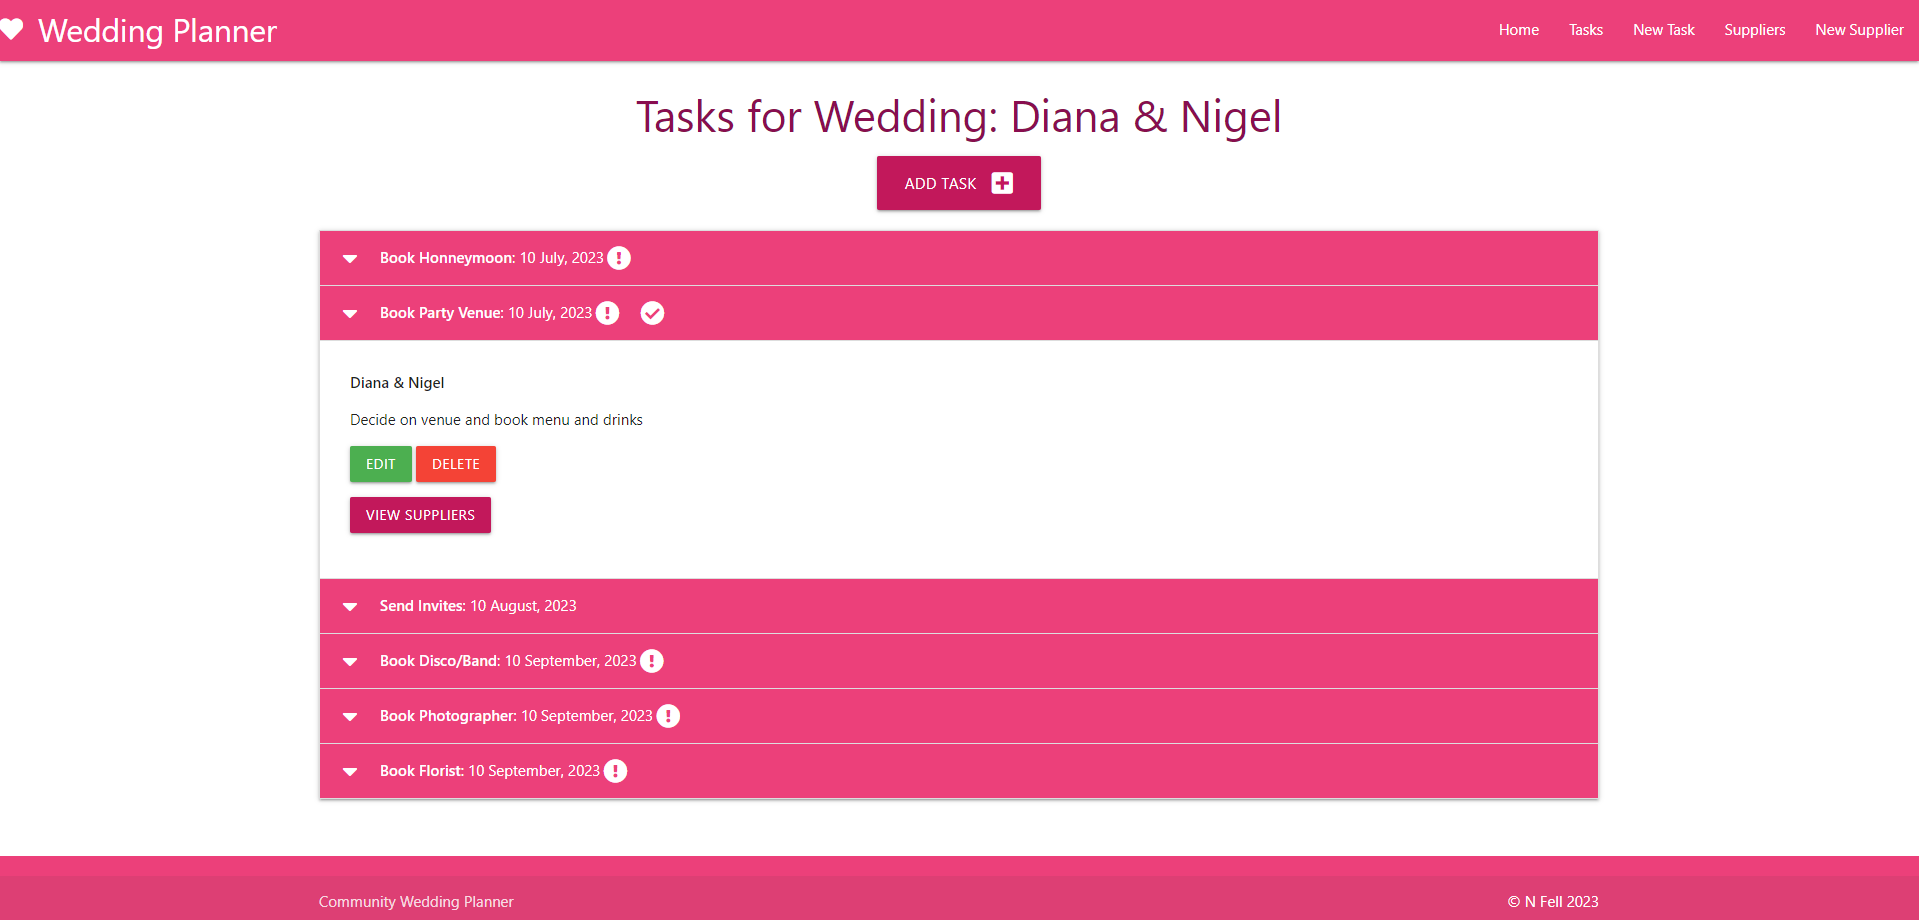 Wedding Planner
Home Tasks New Task Suppliers New Supplier
Tasks for Wedding: Diana & Nigel
ADD TASK
Book Honneymoon: 10 July, 2023
Book Party Venue: 10 July, 2023
Diana & Nigel
Decide on venue and book menu and drinks
EDIT DELETE
VIEW SUPPLIERS
Send Invites: 10 August, 2023
Book Disco/Band: 10 September, 2023
Book Photographer: 10 September, 2023
Book Florist: 10 September, 2023
Community Wedding Planner © N Fell 2023